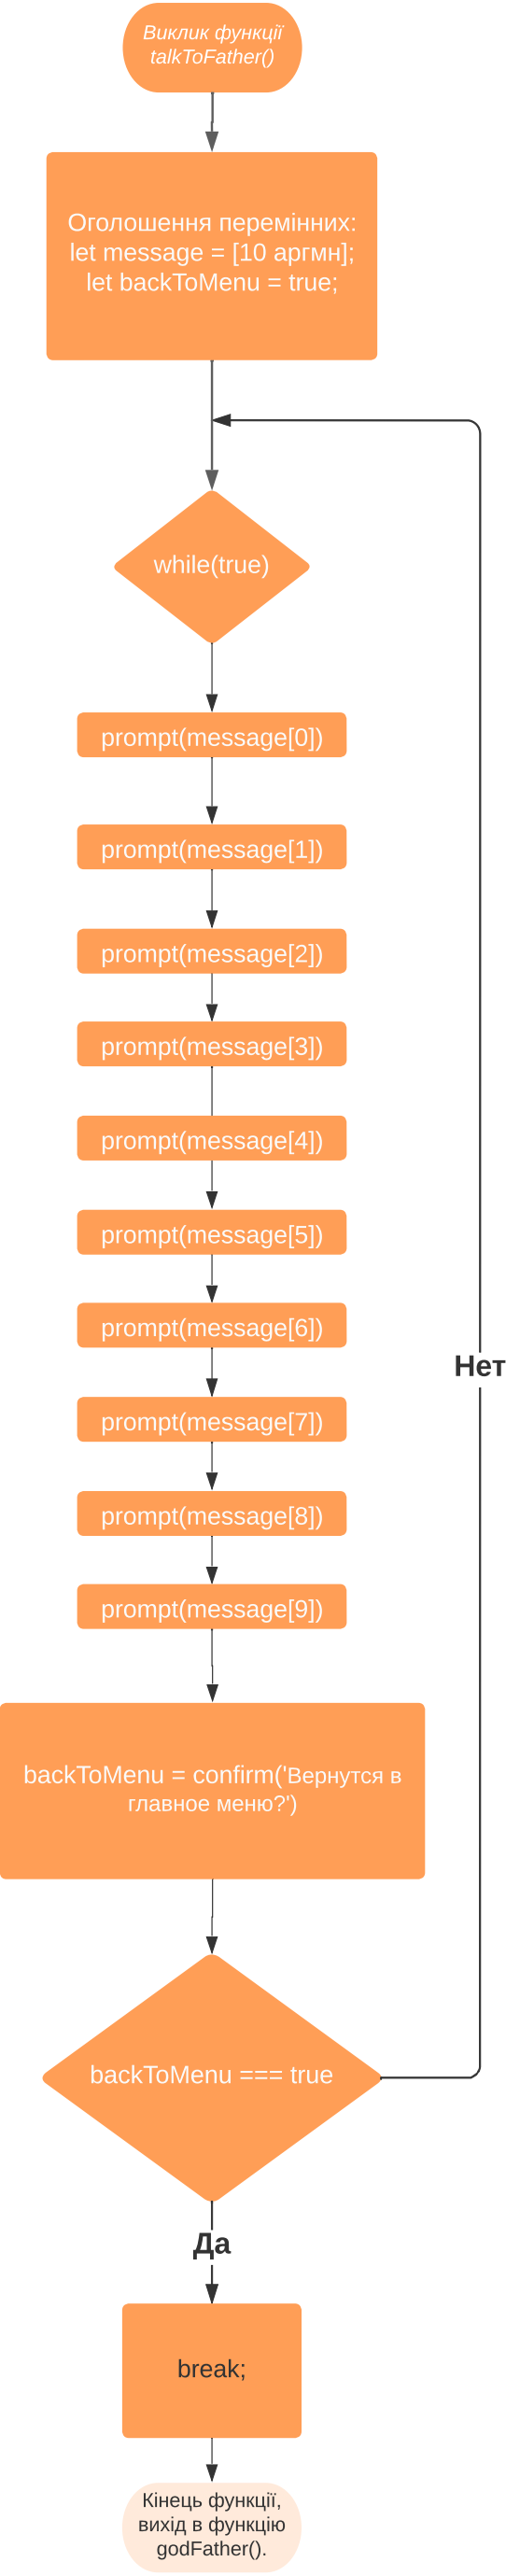 Виклик функції
talkToFather()
Оголошення перемінних:
let message = [10 аргмн];
let backToMenu = true;
while(true)
prompt(message[0])
prompt(message[1])
prompt(message[2])
prompt(message[3])
prompt(message[4])
prompt(message[5])
prompt(message[6])
Нет
prompt(message[7])
prompt(message[8])
prompt(message[9])
backToMenu = confirm('Вернутся в
главное меню?')
backToMenu === true
Да
break;
Кінець функції,
вихід в функцію
godFather().